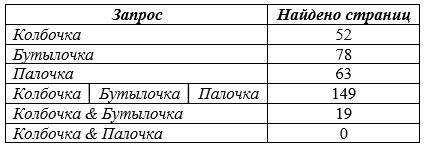 Запрос Найдено страниц
Колбочка 52
Бутылочка 78
Палочка 63
Колбочка | Бутылочка | Палочка 149
Колбочка & Бутылочка 19
Колбочка & Палочка 0